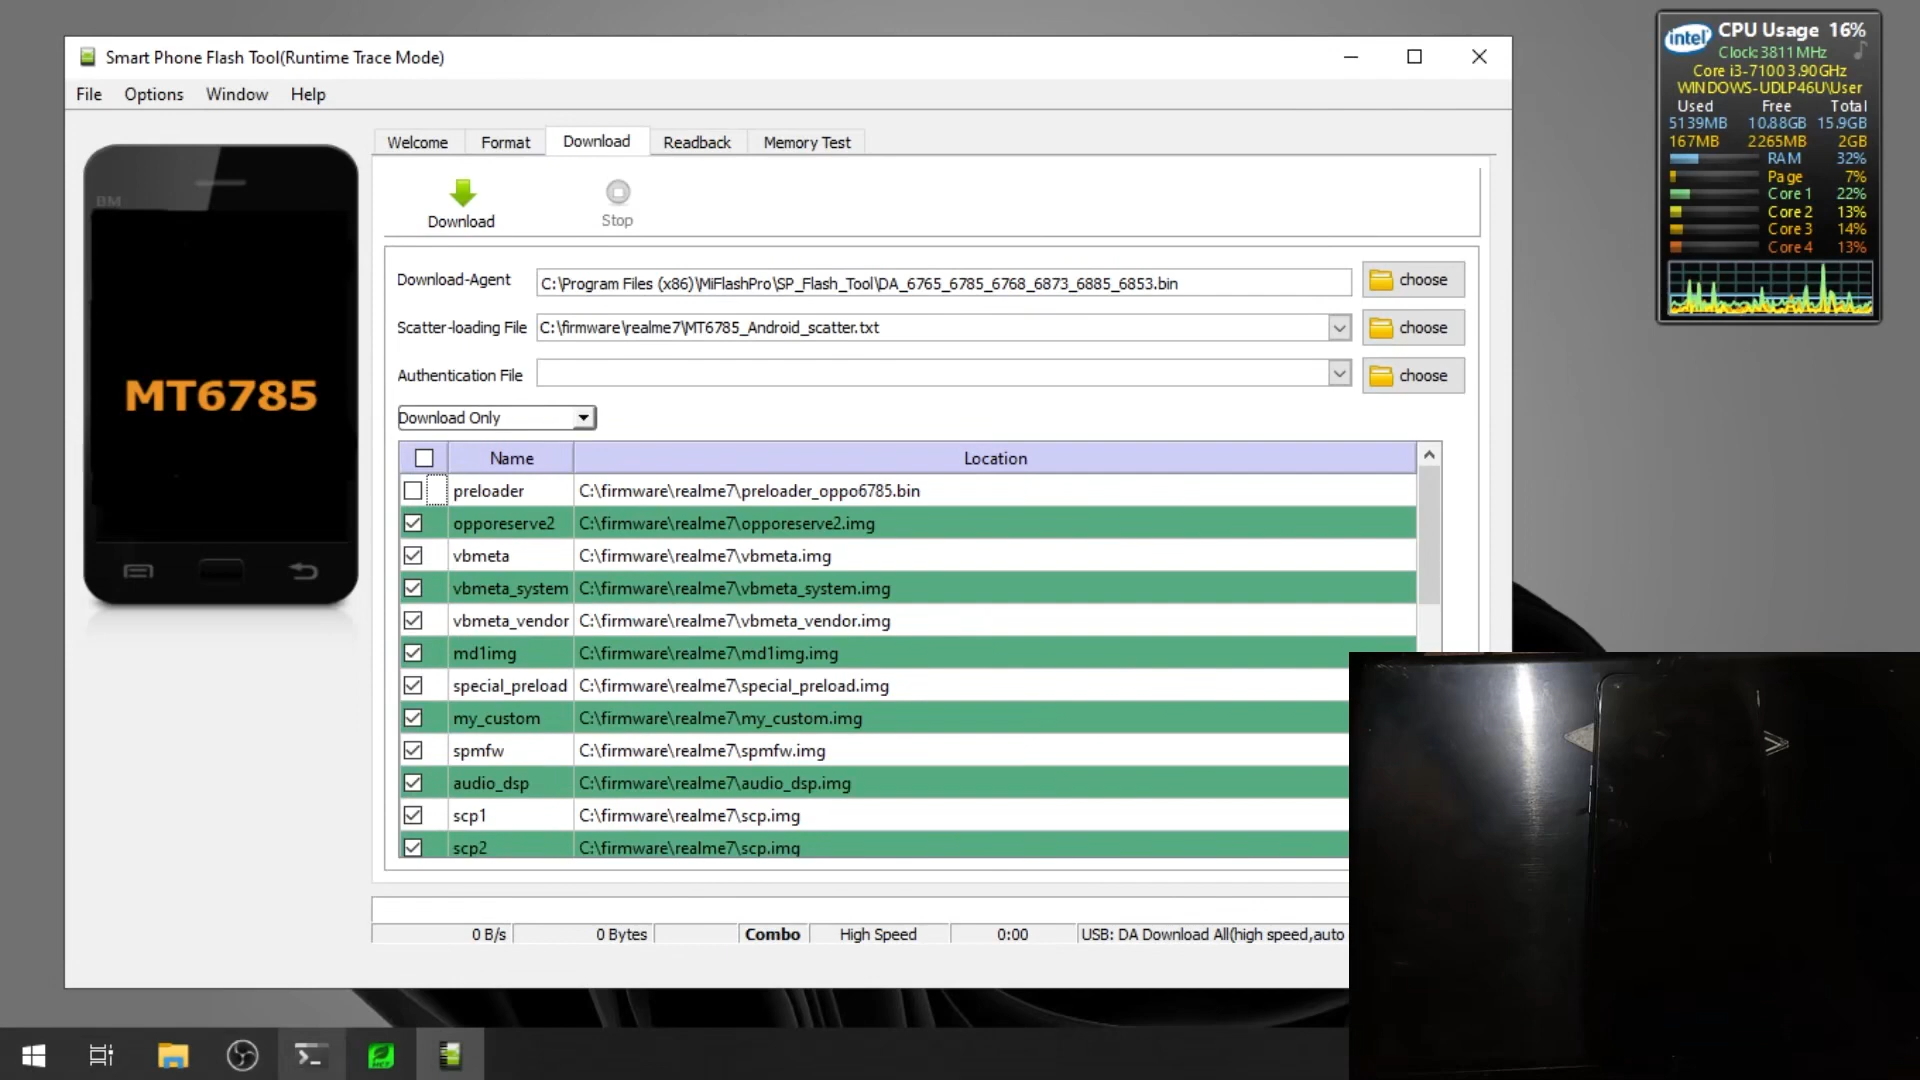 Smart Phone Flash Tool(Runtime Trace Mode)
File Options Window Help
BM
MT6785
Welcome Format Download Readback Memory Test
Download Stop
Download-Agent C:\Program Files (x86)\MiFlashPro\SP_Flash_Tool\DA_6765_6785_6768_6873_6885_6853.bin choose
Scatter-loading File C:\firmware\realme7\MT6785_Android_scatter.txt choose
Authentication File choose
Download Only
Name Location
preloader C:\firmware\realme7\preloader_oppo6785.bin
opporeserve2 C:\firmware\realme7\opporeserve2.img
vbmeta C:\firmware\realme7\vbmeta.img
vbmeta_system C:\firmware\realme7\vbmeta_system.img
vbmeta_vendor C:\firmware\realme7\vbmeta_vendor.img
md1img C:\firmware\realme7\md1img.img
special_preload C:\firmware\realme7\special_preload.img
my_custom C:\firmware\realme7\my_custom.img
spmfw C:\firmware\realme7\spmfw.img
audio_dsp C:\firmware\realme7\audio_dsp.img
scp1 C:\firmware\realme7\scp.img
scp2 C:\firmware\realme7\scp.img
0 B/s 0 Bytes Combo High Speed 0:00 USB: DA Download All(high speed,auto
intel CPU Usage 16%
Clock: 3811MHz
Core i3-7100 3.90GHz
WINDOWS-UDLP46U\User
Used Free Total
5139MB 10.88GB 15.9GB
167MB 2265MB 2GB
RAM 32%
Page 7%
Core 1 22%
Core 2 13%
Core 3 14%
Core 4 13%